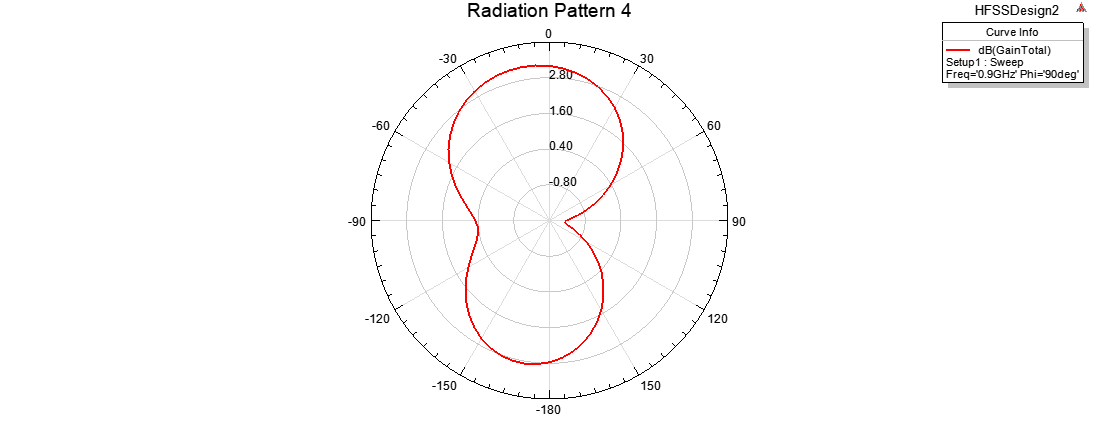 Radiation Pattern 4
HFSSDesign2
Curve Info
dB(GainTotal)
Setup1 : Sweep
Freq='0.9GHz' Phi='90deg'
0
-30
30
2.80
-60
1.60
60
0.40
-0.80
-90
90
-120
120
-150
150
-180